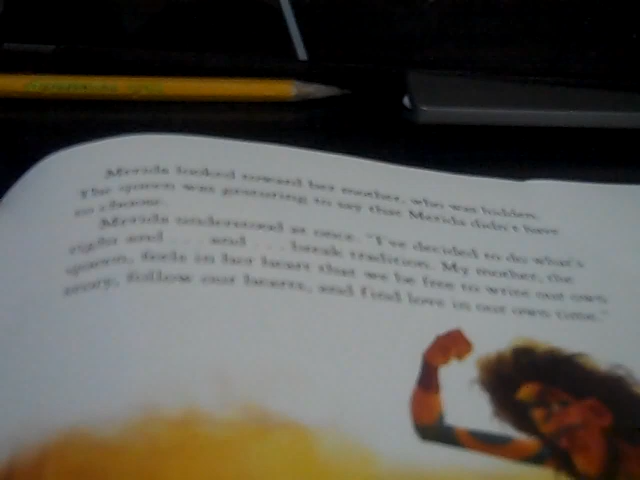 Merida looked toward her mother, who was hidden.
The queen was gesturing to say that Merida didn't have
to choose.
Merida understood at once. "I've decided to do what's
right and . . . and . . . break tradition. My mother, the
queen, feels in her heart that we be free to write our own
story, follow our hearts, and find love in our own time."